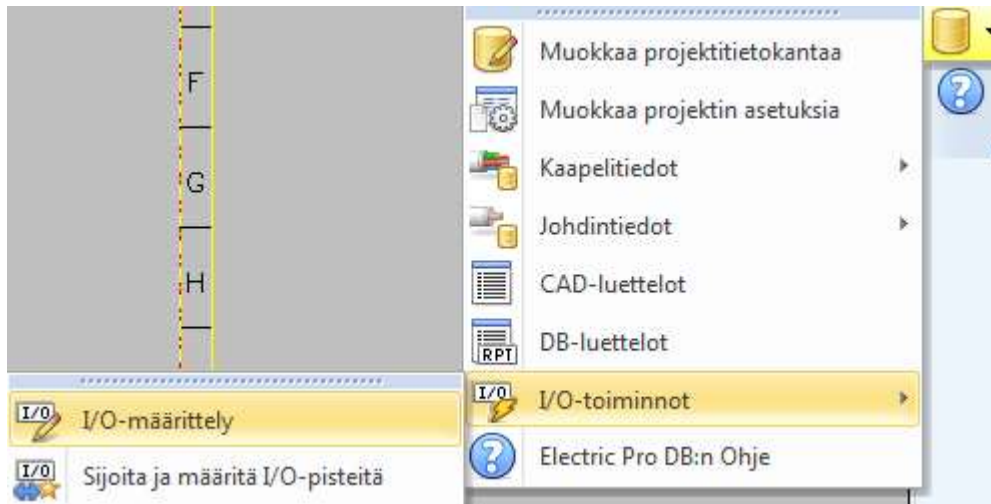 F
G
H
Muokkaa projektitietokantaa
Muokkaa projektin asetuksia
Kaapelitiedot
Johdintiedot
CAD-luettelot
RPT
DB-luettelot
I/O
I/O-toiminnot
Electric Pro DB:n Ohje
I/O
I/O-määrittely
I/O
Sijoita ja määritä I/O-pisteitä